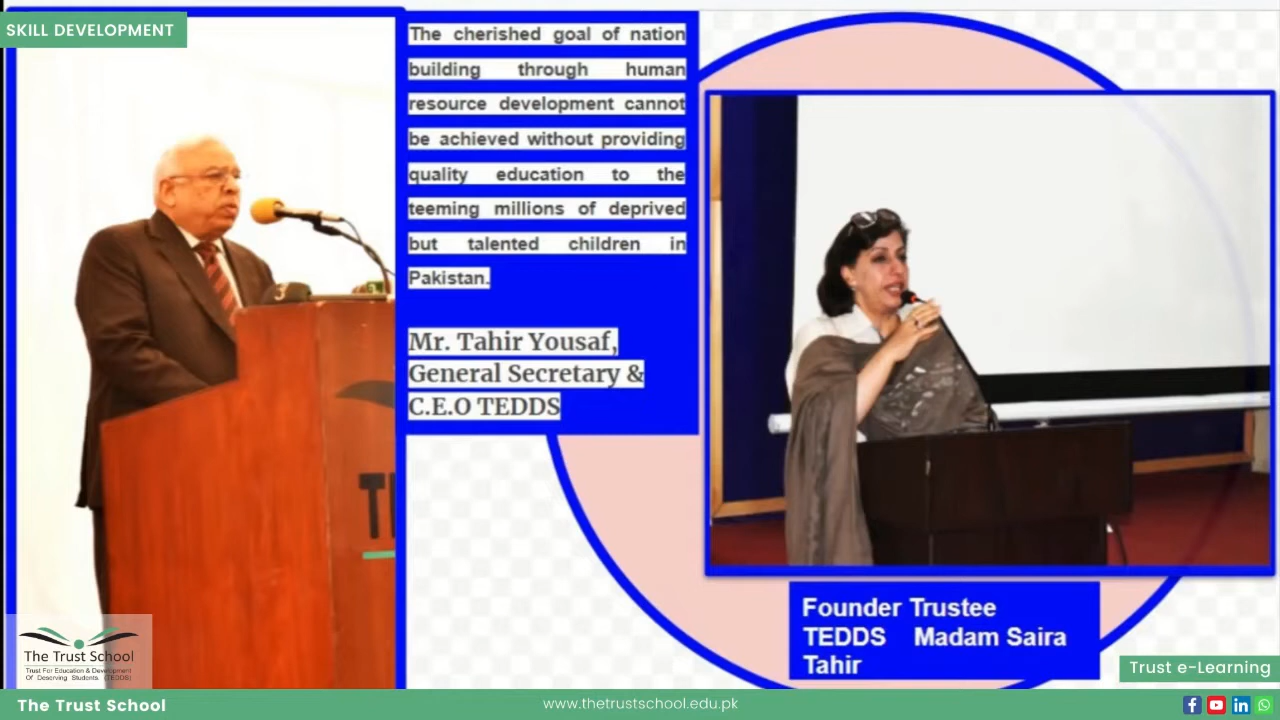 SKILL DEVELOPMENT
The cherished goal of nation
building through human
resource development cannot
be achieved without providing
quality education to the
teeming millions of deprived
but talented children in
Pakistan.
Mr. Tahir Yousaf,
General Secretary &
C.E.O TEDDS
Founder Trustee
TEDDS Madam Saira
Tahir
The Trust School
Trust For Education & Development
Of Deserving Students. (TEDDS)
Trust e-Learning
The Trust School
www.thetrustschool.edu.pk